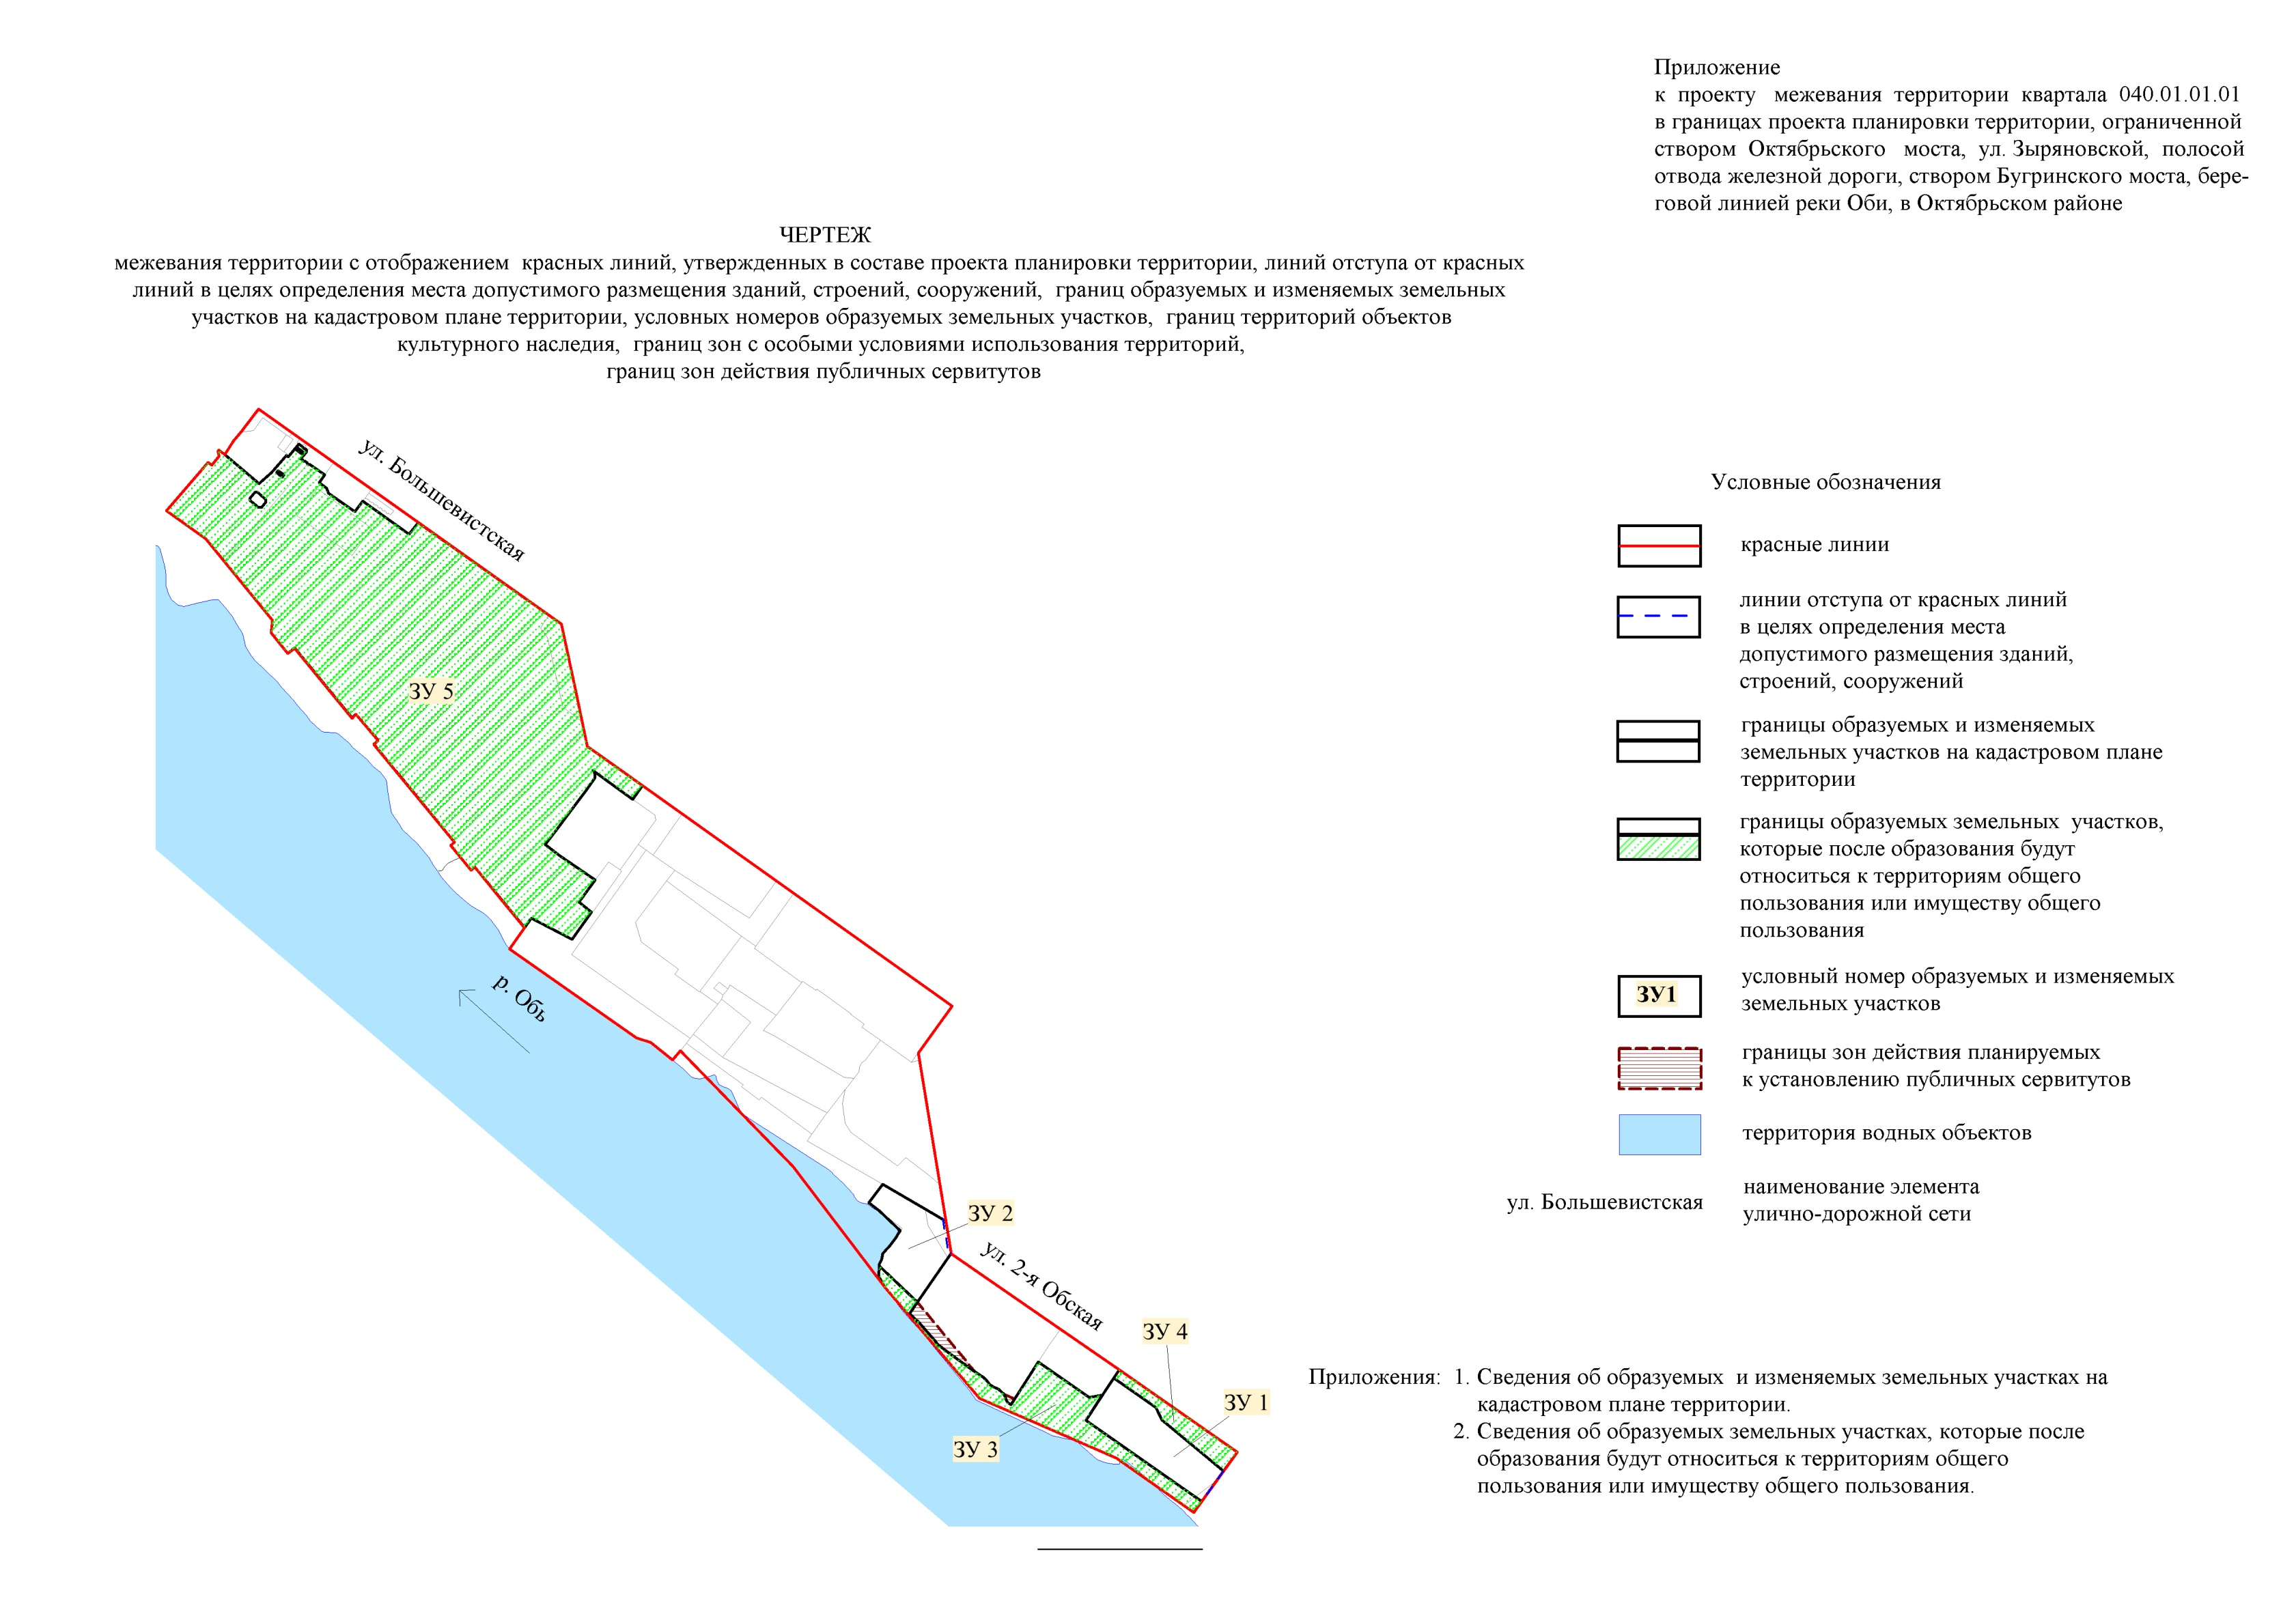 Приложение
к проекту межевания территории квартала 040.01.01.01
в границах проекта планировки территории, ограниченной
створом Октябрьского моста, ул. Зыряновской, полосой
отвода железной дороги, створом Бугринского моста, бере-
говой линией реки Оби, в Октябрьском районе
ЧЕРТЕЖ
межевания территории с отображением красных линий, утвержденных в составе проекта планировки территории, линий отступа от красных
линий в целях определения места допустимого размещения зданий, строений, сооружений, границ образуемых и изменяемых земельных
участков на кадастровом плане территории, условных номеров образуемых земельных участков, границ территорий объектов
культурного наследия, границ зон с особыми условиями использования территорий,
границ зон действия публичных сервитутов
ул. Большевистская
ЗУ 5
р. Обь
ЗУ 2
ул. 2-я Обская
ЗУ 4
ЗУ 1
ЗУ 3
Условные обозначения
красные линии
линии отступа от красных линий
в целях определения места
допустимого размещения зданий,
строений, сооружений
границы образуемых и изменяемых
земельных участков на кадастровом плане
территории
границы образуемых земельных участков,
которые после образования будут
относиться к территориям общего
пользования или имуществу общего
пользования
ЗУ1
условный номер образуемых и изменяемых
земельных участков
границы зон действия планируемых
к установлению публичных сервитутов
территория водных объектов
ул. Большевистская
наименование элемента
улично-дорожной сети
Приложения: 1. Сведения об образуемых и изменяемых земельных участках на
кадастровом плане территории.
2. Сведения об образуемых земельных участках, которые после
образования будут относиться к территориям общего
пользования или имуществу общего пользования.